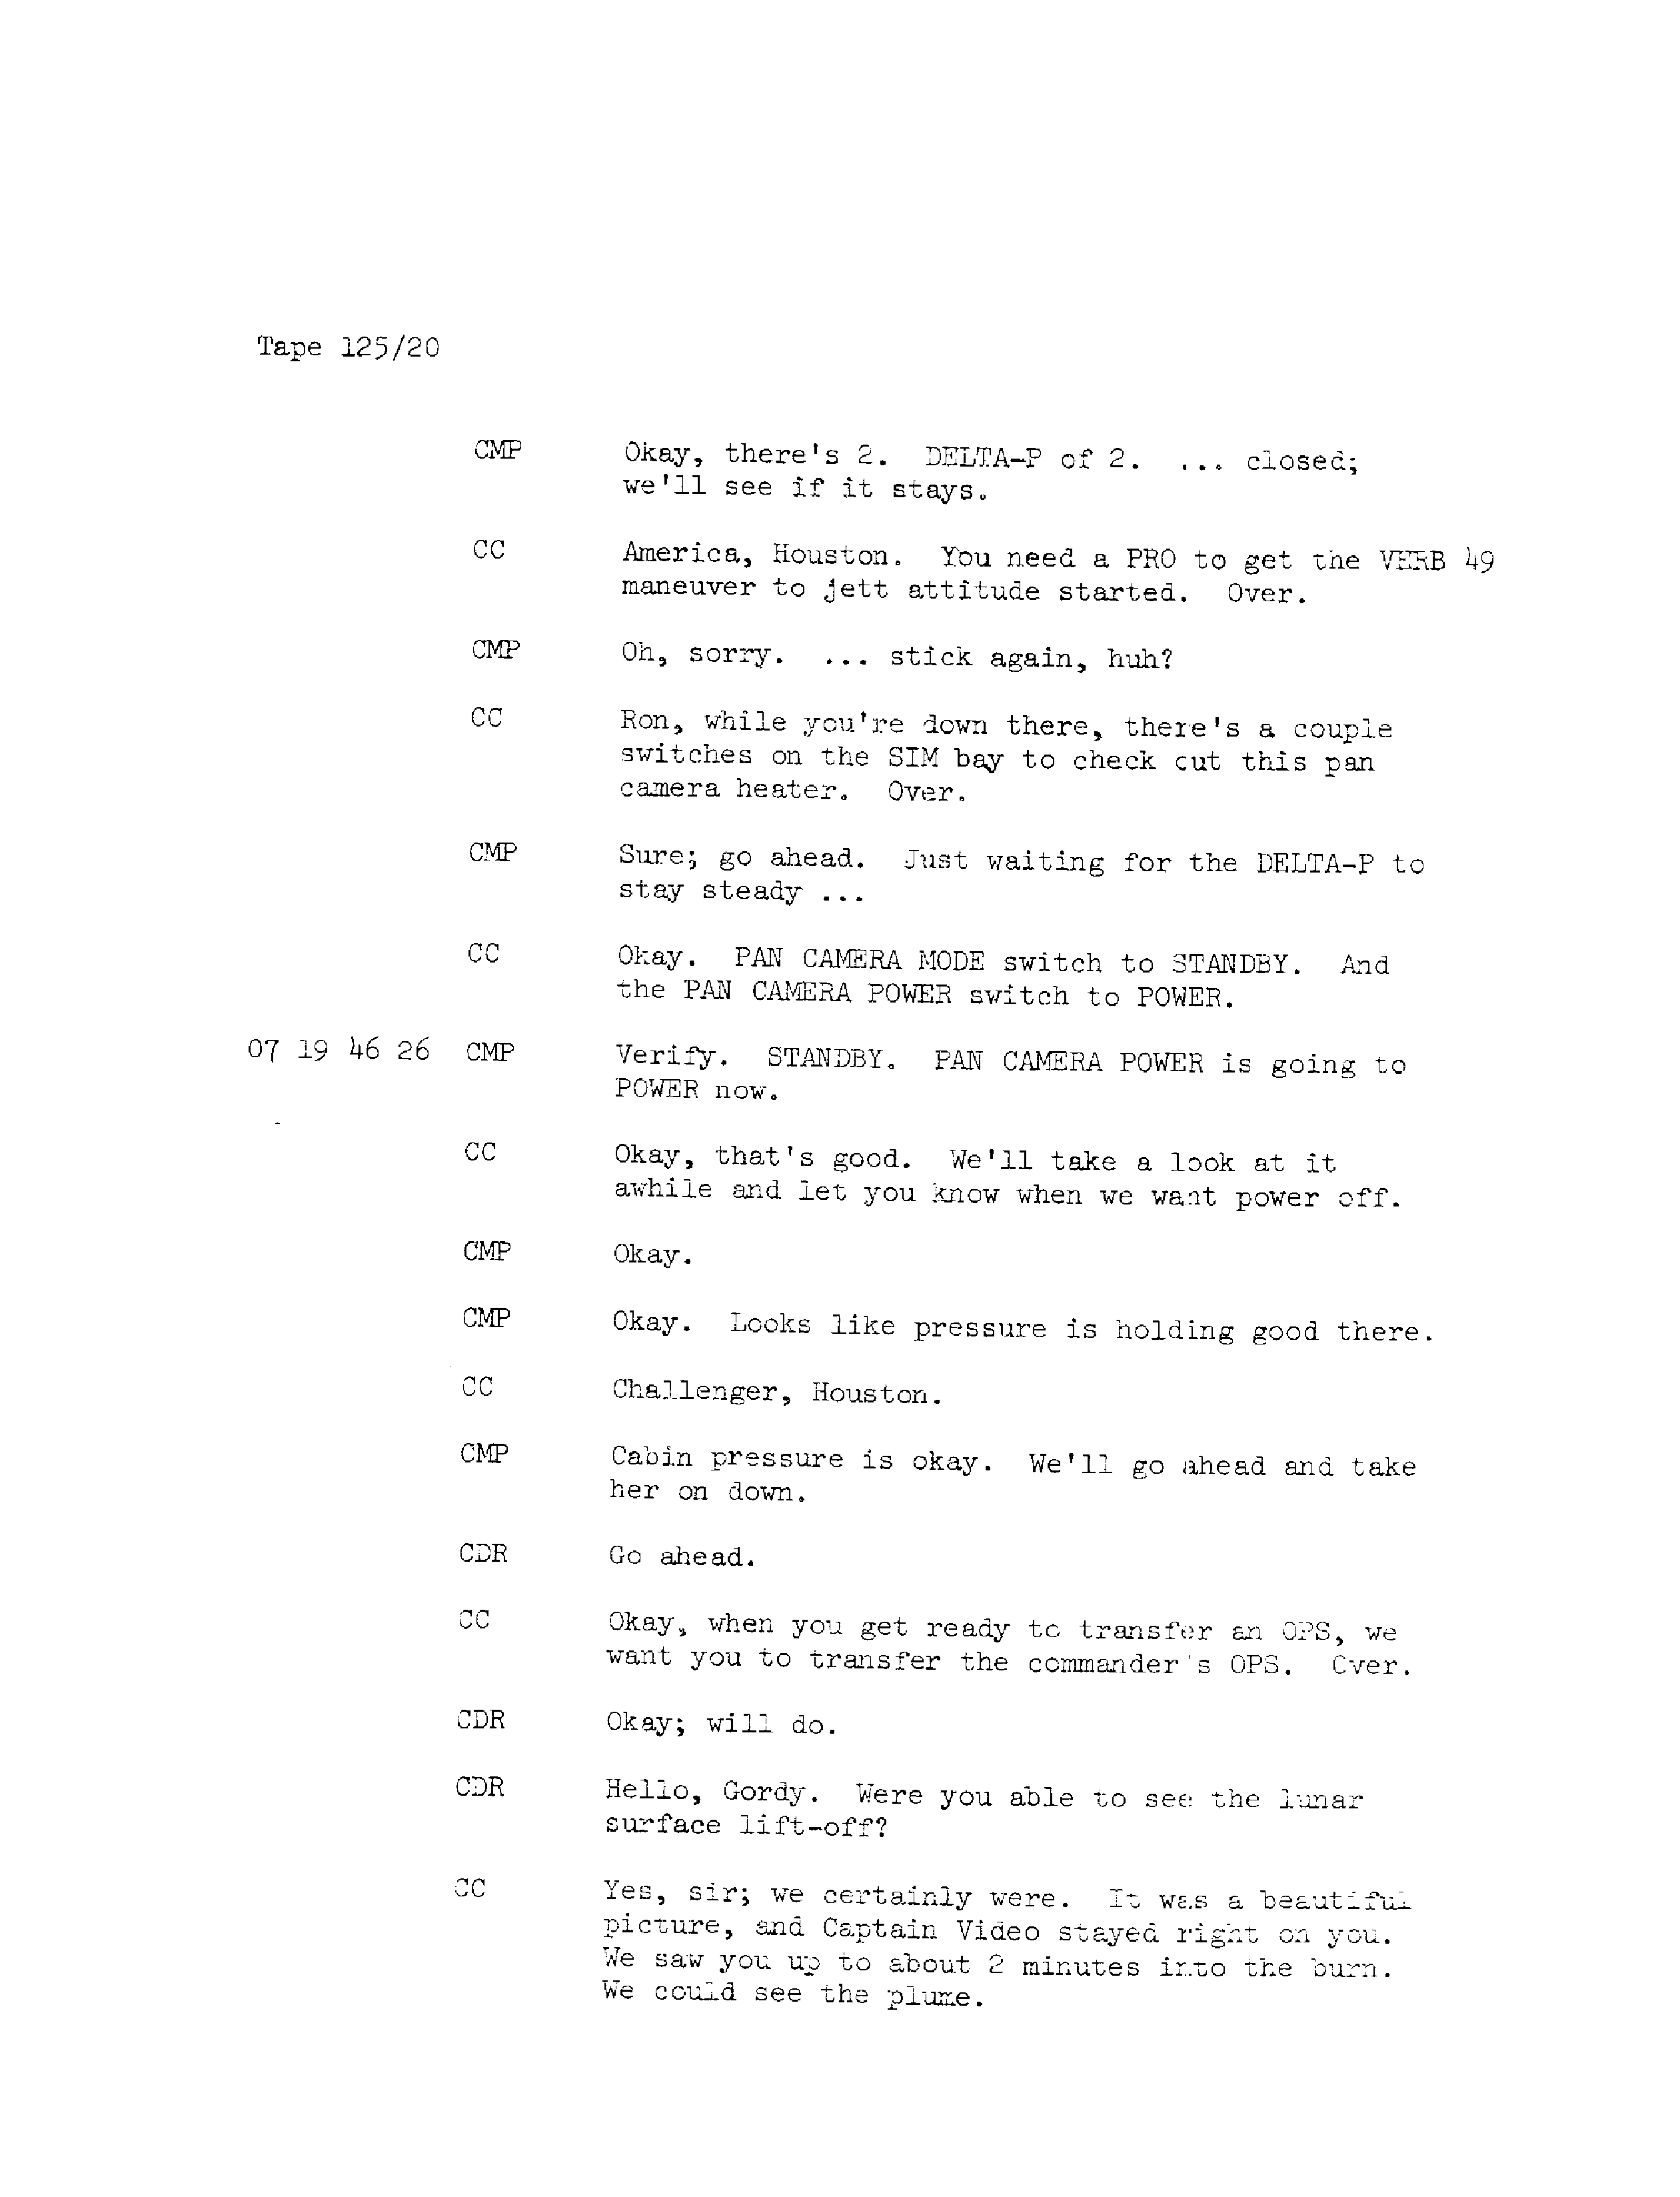 Tape 125/20
CMP Okay, there's 2. DELTA-P of 2. ... closed;
we'll see if it stays.
CC America, Houston. You need a PRO to get the VERB 49
maneuver to jett attitude started. Over.
CMP Oh, sorry. ... stick again, huh?
CC Ron, while you're down there, there's a couple
switches on the SIM bay to check out this pan
camera heater. Over.
CMP Sure; go ahead. Just waiting for the DELTA-P to
stay steady ...
CC Okay. PAN CAMERA MODE switch to STANDBY. And
the PAN CAMERA POWER switch to POWER.
07 19 46 26 CMP Verify. STANDBY. PAN CAMERA POWER is going to
POWER now.
CC Okay, that's good. We'll take a look at it
awhile and let you know when we want power off.
CMP Okay.
CMP Okay. Looks like pressure is holding good there.
CC Challenger, Houston.
CMP Cabin pressure is okay. We'll go ahead and take
her on down.
CDR Go ahead.
CC Okay, when you get ready to transfer an OPS, we
want you to transfer the commander's OPS. Over.
CDR Okay; will do.
CDR Hello, Gordy. Were you able to see the lunar
surface lift-off?
CC Yes, sir; we certainly were. It was a beautiful
picture, and Captain Video stayed right on you.
We saw you up to about 2 minutes into the burn.
We could see the plume.